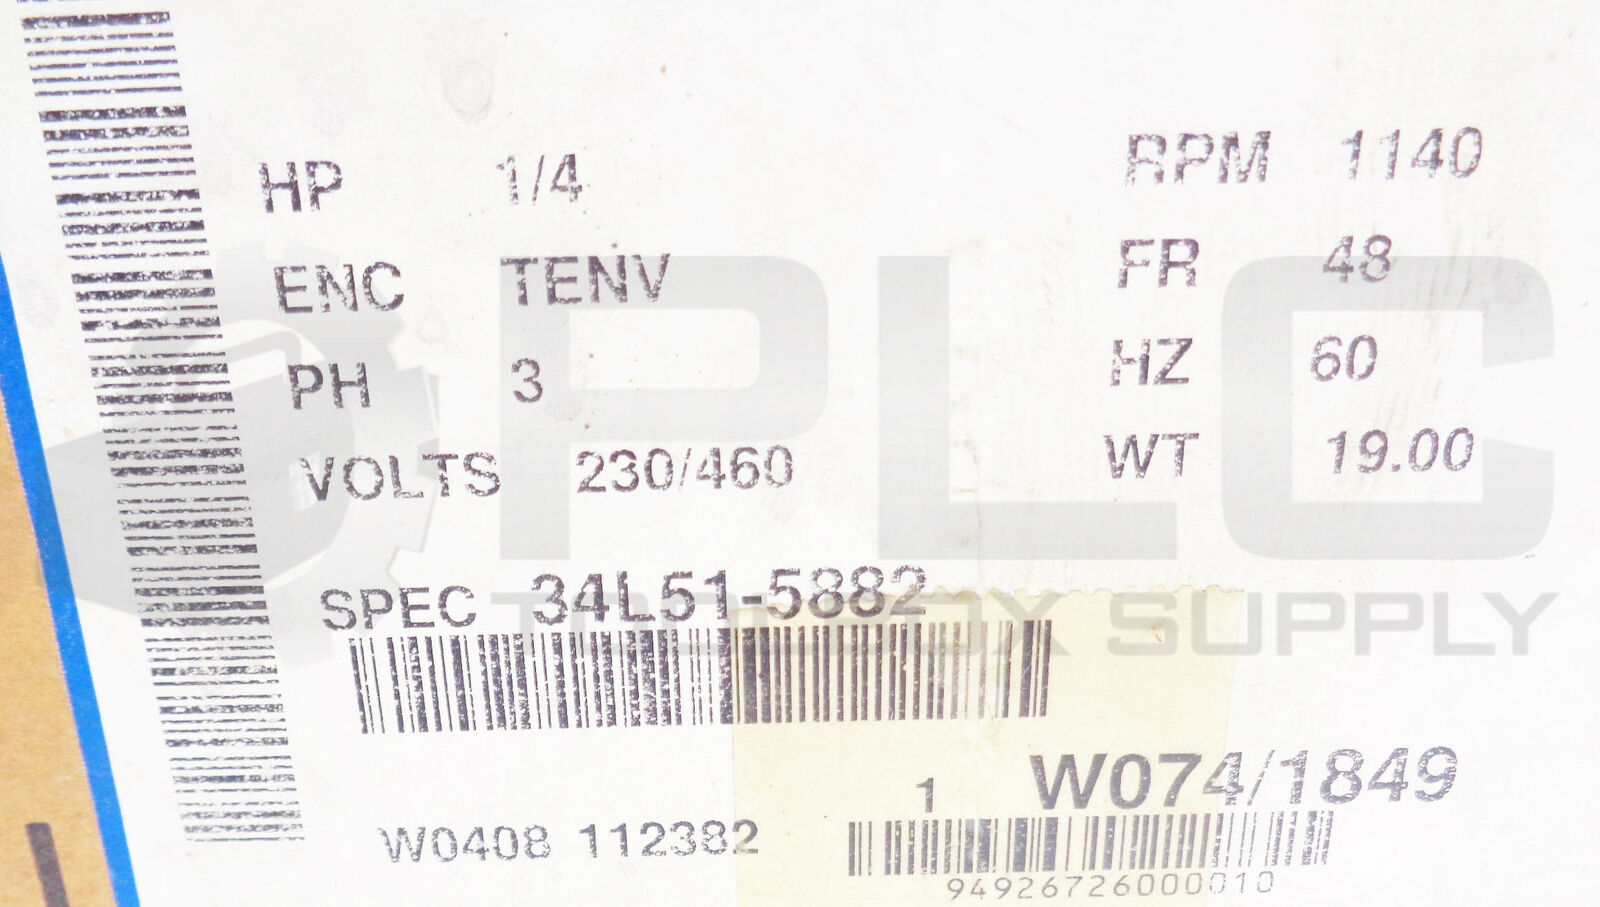 HP 1/4 RPM 1140
ENC TENV FR 48
PH 3 HZ 60
VOLTS 230/460 WT 19.00
SPEC 34L51-5882
PLC
TOOLBOX SUPPLY
1 W074/1849
W0408 112382
94926726000010